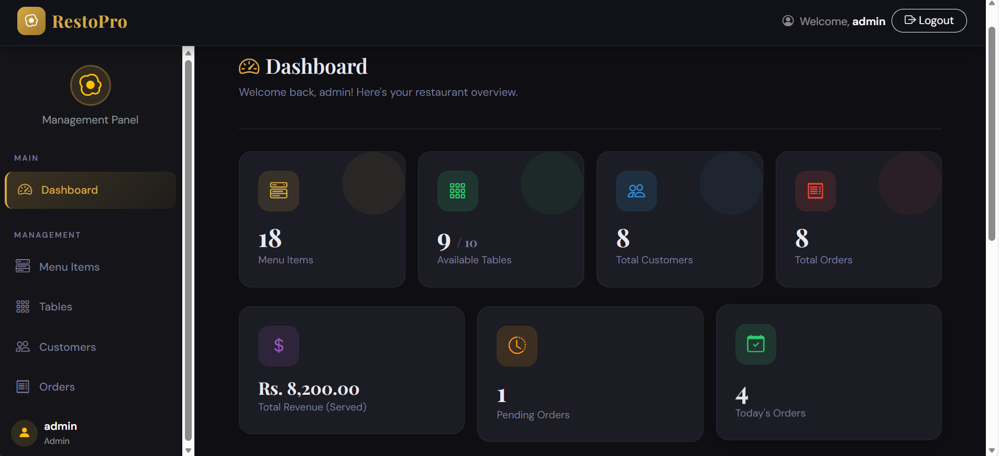 RestoPro
Welcome, admin
Logout
Management Panel
MAIN
Dashboard
MANAGEMENT
Menu Items
Tables
Customers
Orders
admin
Admin
Dashboard
Welcome back, admin! Here's your restaurant overview.
18
Menu Items
9 / 10
Available Tables
8
Total Customers
8
Total Orders
$
Rs. 8,200.00
Total Revenue (Served)
1
Pending Orders
4
Today's Orders